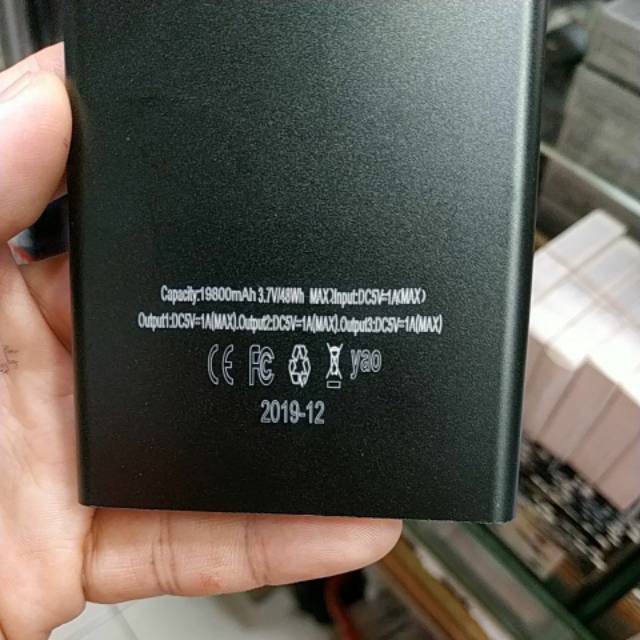 Capacity:19800mAh 3.7V/48Wh MAX)Input:DC5V=1A(MAX)
Output1:DC5V=1A(MAX).Output2:DC5V=1A(MAX).Output3:DC5V=1A(MAX)
CE FC yao
2019-12